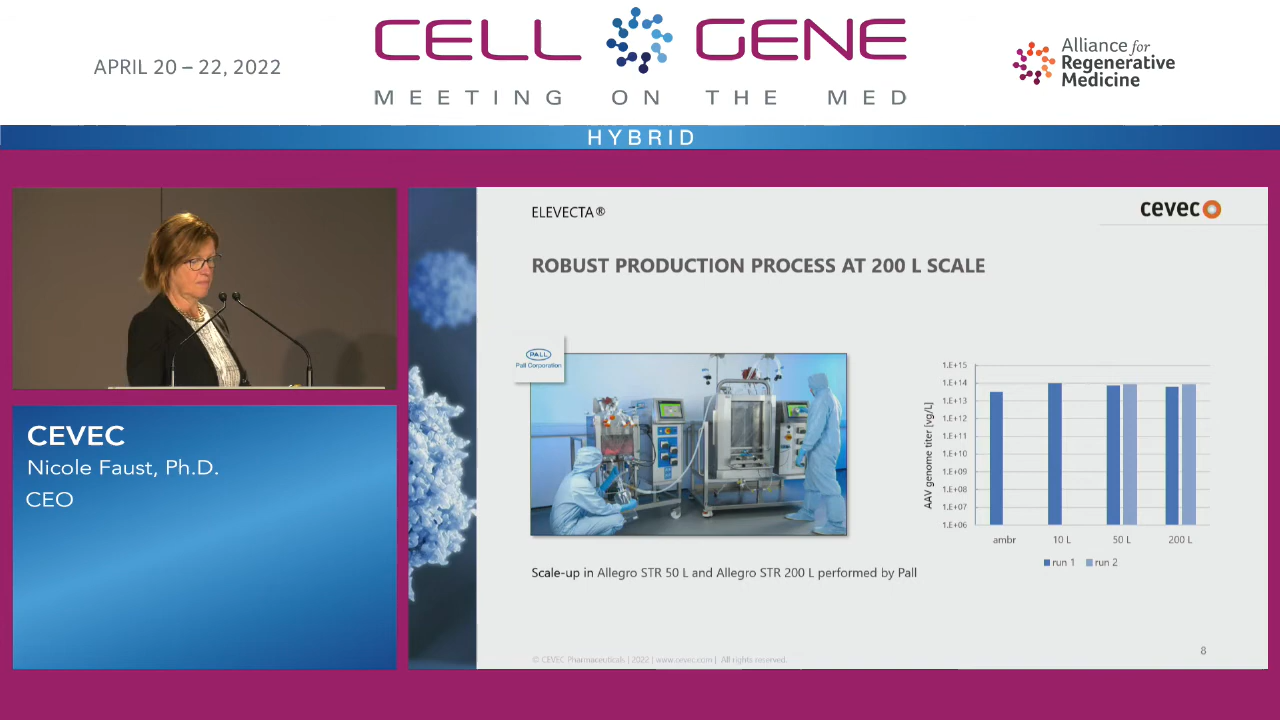 CELL GENE
MEETING ON THE MED
APRIL 20 – 22, 2022
Alliance for
Regenerative
Medicine
HYBRID
CEVEC
Nicole Faust, Ph.D.
CEO
ELEVECTA®
cevec
ROBUST PRODUCTION PROCESS AT 200 L SCALE
PALL
Pall Corporation
Scale-up in Allegro STR 50 L and Allegro STR 200 L performed by Pall
AAV genome titer [vg/L]
1.E+15
1.E+14
1.E+13
1.E+12
1.E+11
1.E+10
1.E+09
1.E+08
1.E+07
1.E+06
ambr 10 L 50 L 200 L
run 1 run 2
© CEVEC Pharmaceuticals | 2022 | www.cevec.com | All rights reserved.
8